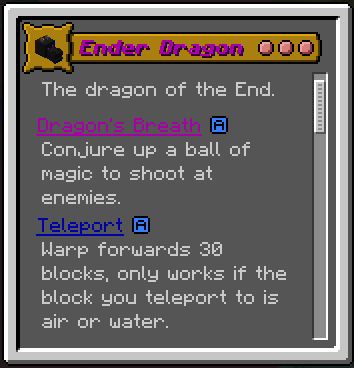 Ender Dragon
The dragon of the End.
Dragon's Breath A
Conjure up a ball of
magic to shoot at
enemies.
Teleport A
Warp forwards 30
blocks, only works if the
block you teleport to is
air or water.